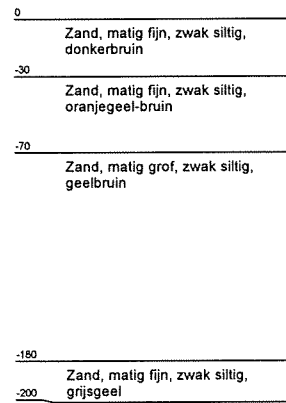 0
Zand, matig fijn, zwak siltig,
donkerbruin
-30
Zand, matig fijn, zwak siltig,
oranjegeel-bruin
-70
Zand, matig grof, zwak siltig,
geelbruin
-180
Zand, matig fijn, zwak siltig,
grijsgeel
-200